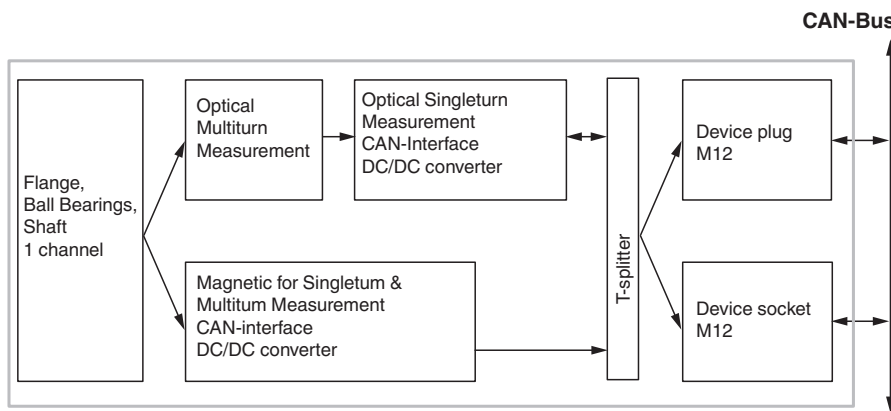 CAN-Bus
Flange,
Ball Bearings,
Shaft
1 channel
Optical
Multiturn
Measurement
Optical Singleturn
Measurement
CAN-Interface
DC/DC converter
Magnetic for Singletum &
Multitum Measurement
CAN-interface
DC/DC converter
T-splitter
Device plug
M12
Device socket
M12